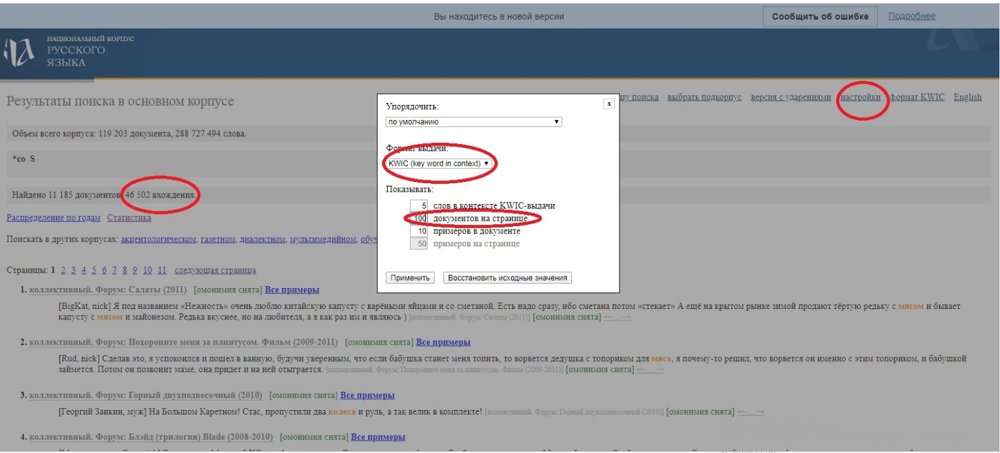 Вы находитесь в новой версии
Сообщить об ошибке
Подробнее
НАЦИОНАЛЬНЫЙ КОРПУС
РУССКОГО
ЯЗЫКА
Результаты поиска в основном корпусе
поиска выбрать подкорпус версия с ударениями настройки формат KWIC English
Объем всего корпуса: 119 203 документа, 288 727 494 слова.
*со S
Найдено 11 185 документов, 46 502 вхождения.
Распределение по годам Статистика
Поискать в других корпусах: акцентологическом, газетном, диалектном, мультимедийном,
Страницы: 1 2 3 4 5 6 7 8 9 10 11 следующая страница
x
Упорядочить:
по умолчанию
Формат выдачи:
KWIC (key word in context)
Показывать:
5 слов в контексте KWIC-выдачи
100 документов на странице
10 примеров в документе
50 примеров на странице
Применить Восстановить исходные значения
1. коллективный. Форум: Салаты (2011) [омонимия снята] Все примеры
[BigKat, nick] Я под названием «Нежность» очень люблю китайскую капусту с варёными яйцами и со сметаной. Есть надо сразу, ибо сметана потом «стекает» А ещё на крытом рынке зимой продают тёртую редьку с мясом и бывает
капусту с мясом и майонезом. Редька вкуснее, но на любителя, а я как раз им и являюсь ) [коллективный. Форум: Салаты (2011)] [омонимия снята] ←…→
2. коллективный. Форум: Похороните меня за плинтусом. Фильм (2009-2011) [омонимия снята] Все примеры
[Rud, nick] Сделав это, я успокоился и пошел в ванную, будучи уверенным, что если бабушка станет меня топить, то ворвется дедушка с топориком для мяса, я почему-то решил, что ворвется он именно с этим топориком, и бабушкой
займется. Потом он позвонит маме, она придет и на ней отыграется. [коллективный. Форум: Похороните меня за плинтусом. Фильм (2009-2011)] [омонимия снята] ←…→
3. коллективный. Форум: Горный двухподвесочный (2010) [омонимия снята] Все примеры
[Георгий Заикин, муж] На Большом Каретном! Стас, пропустили два колеса и руль, а так велик в комплекте! [коллективный. Форум: Горный двухподвесочный (2010)] [омонимия снята] ←…→
4. коллективный. Форум: Блэйд (трилогия) Blade (2008-2010) [омонимия снята] Все примеры